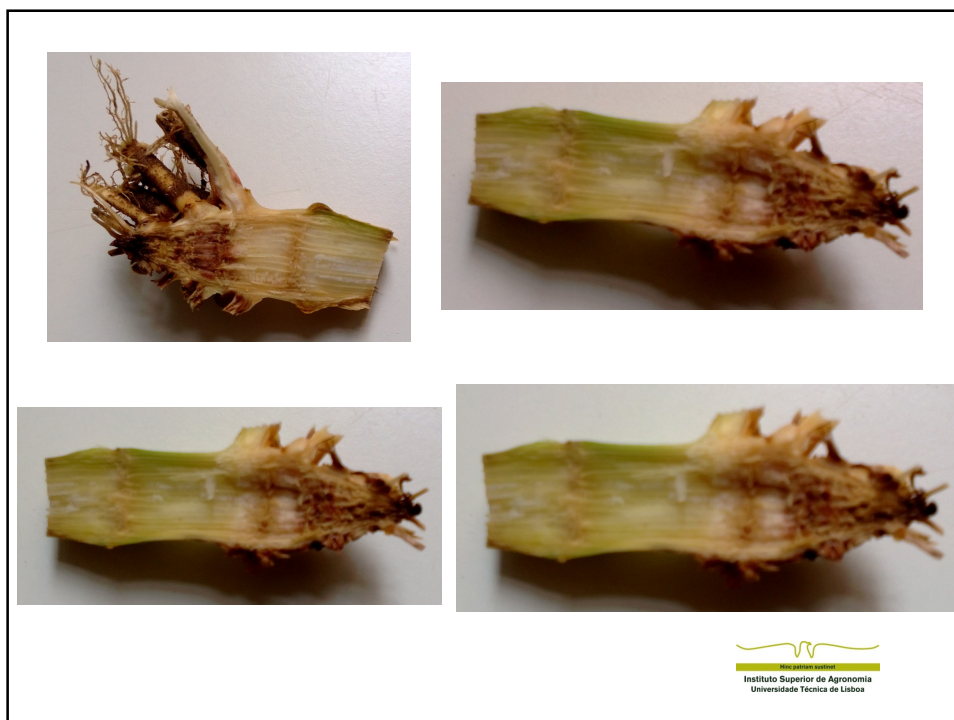 Hinc patriam sustinet
Instituto Superior de Agronomia
Universidade Técnica de Lisboa